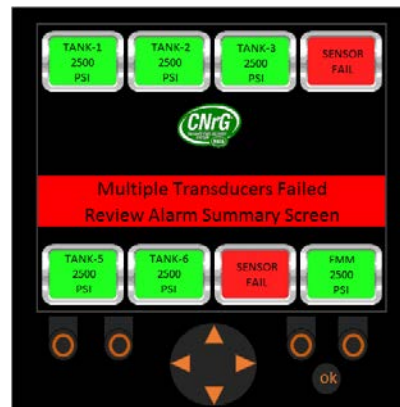 TANK-1
2500
PSI
TANK-2
2500
PSI
TANK-3
2500
PSI
SENSOR
FAIL
CNrG
Multiple Transducers Failed
Review Alarm Summary Screen
TANK-5
2500
PSI
TANK-6
2500
PSI
SENSOR
FAIL
FMM
2500
PSI
ok